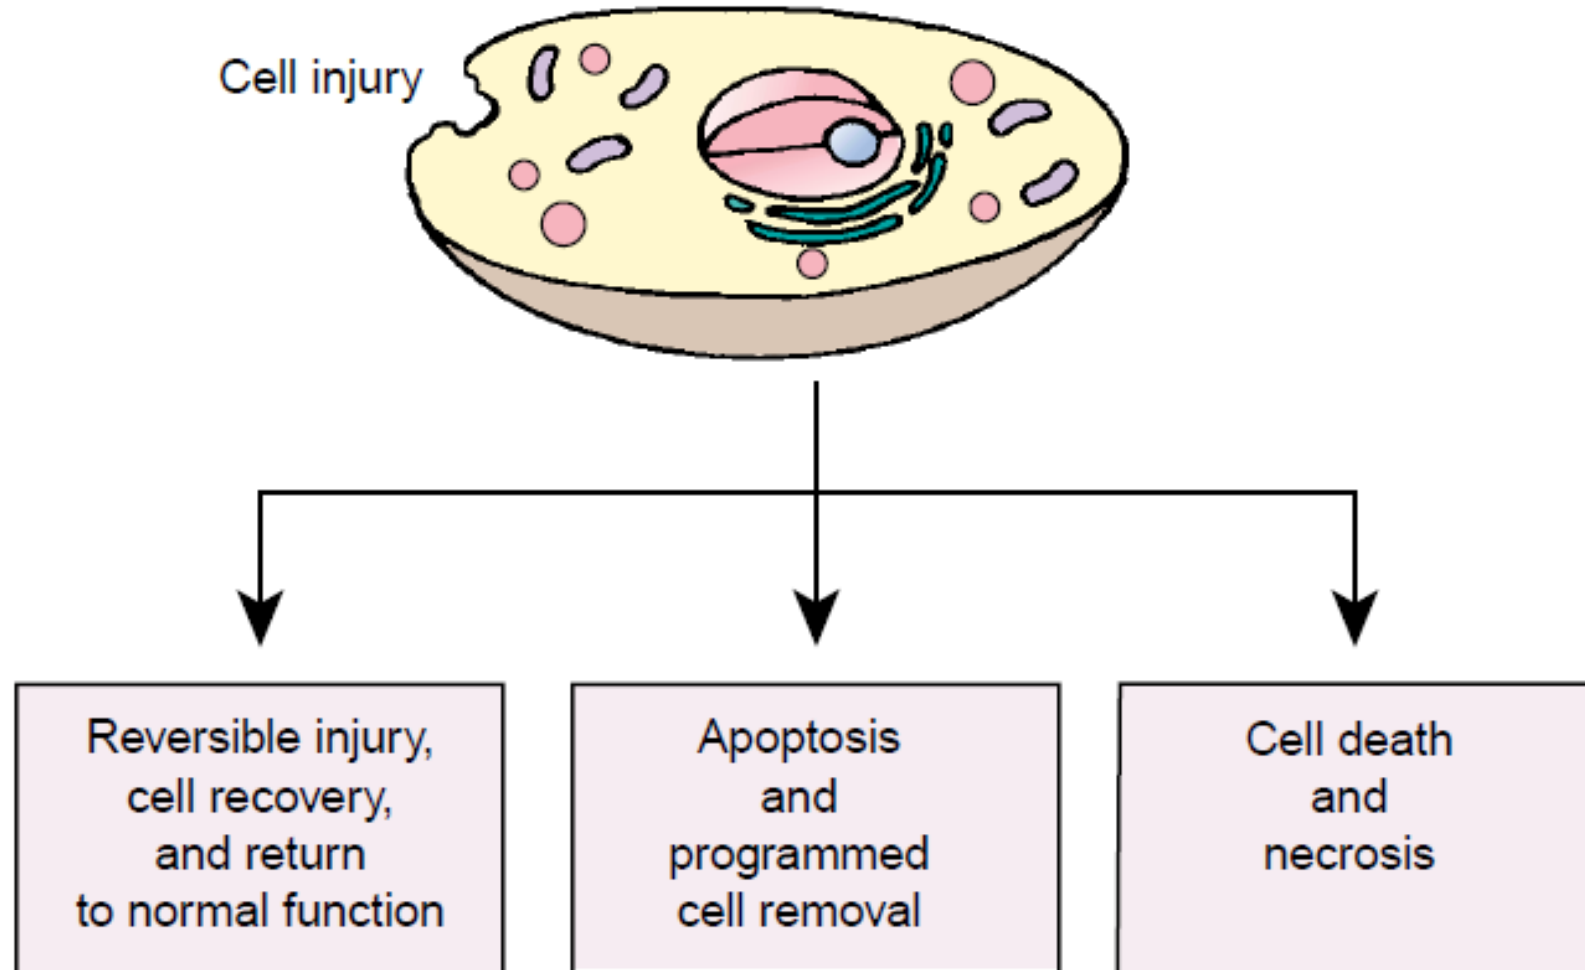 Cell injury
Reversible injury,
cell recovery,
and return
to normal function
Apoptosis
and
programmed
cell removal
Cell death
and
necrosis